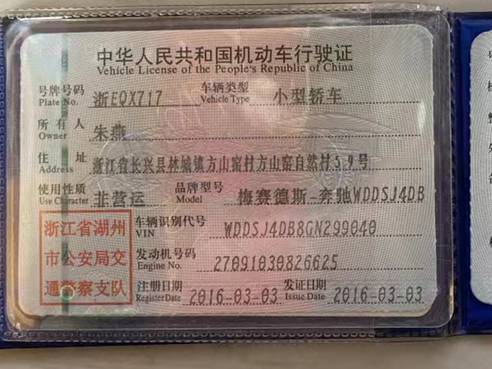 中华人民共和国机动车行驶证
Vehicle License of the People's Republic of China
号牌号码 浙EQX717 车辆类型 小型轿车
Plate No. Vehicle Type
所有人 朱燕
Owner
住址 浙江省长兴县林城镇方山窑村方山窑自然村59号
Address
使用性质 非营运 品牌型号 梅赛德斯-奔驰WDDSJ4DB
Use Character Model
浙江省湖州
市公安局交
通警察支队
车辆识别代号 WDDSJ4DB8GN299040
VIN
发动机号码 27091030826625
Engine No.
注册日期 2016-03-03 发证日期 2016-03-03
Register Date Issue Date